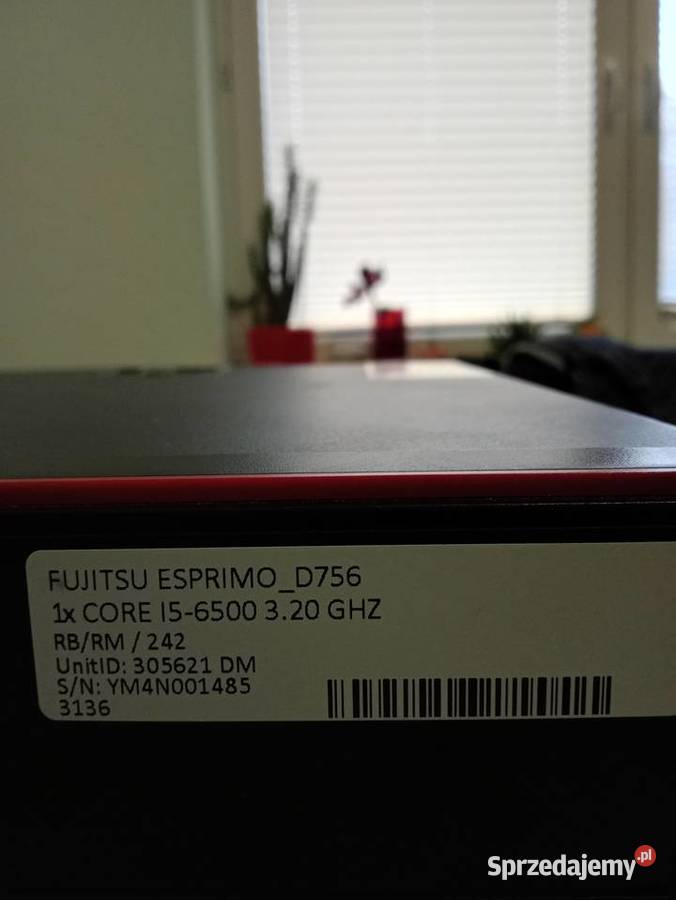 FUJITSU ESPRIMO_D756
1x CORE I5-6500 3.20 GHZ
RB/RM / 242
UnitID: 305621 DM
S/N: YM4N001485
3136
Sprzedajemy.pl